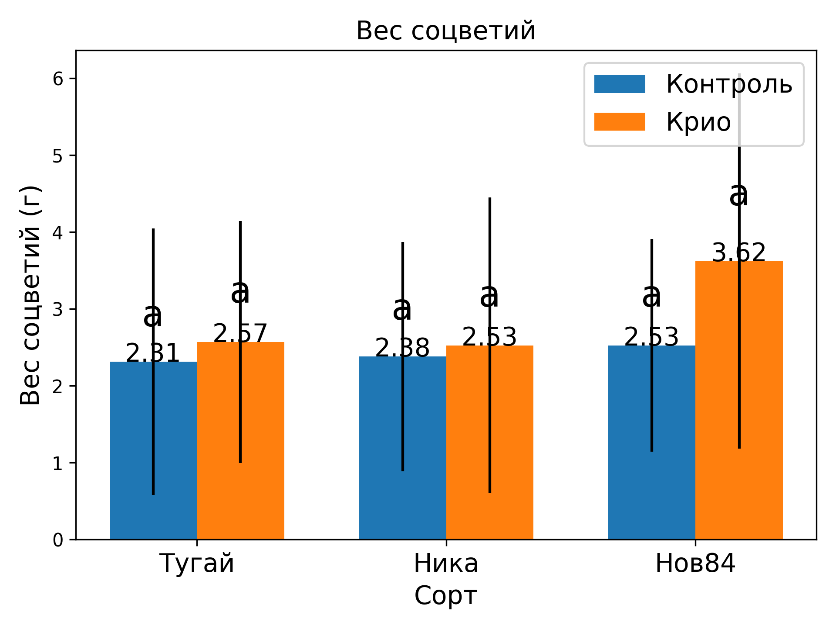 Вес соцветий
Контроль
Крио
Вес соцветий (г)
6
5
4
3
2
1
0
a
2.31
a
2.57
a
2.38
a
2.53
a
2.53
a
3.62
Тугай
Ника
Нов84
Сорт